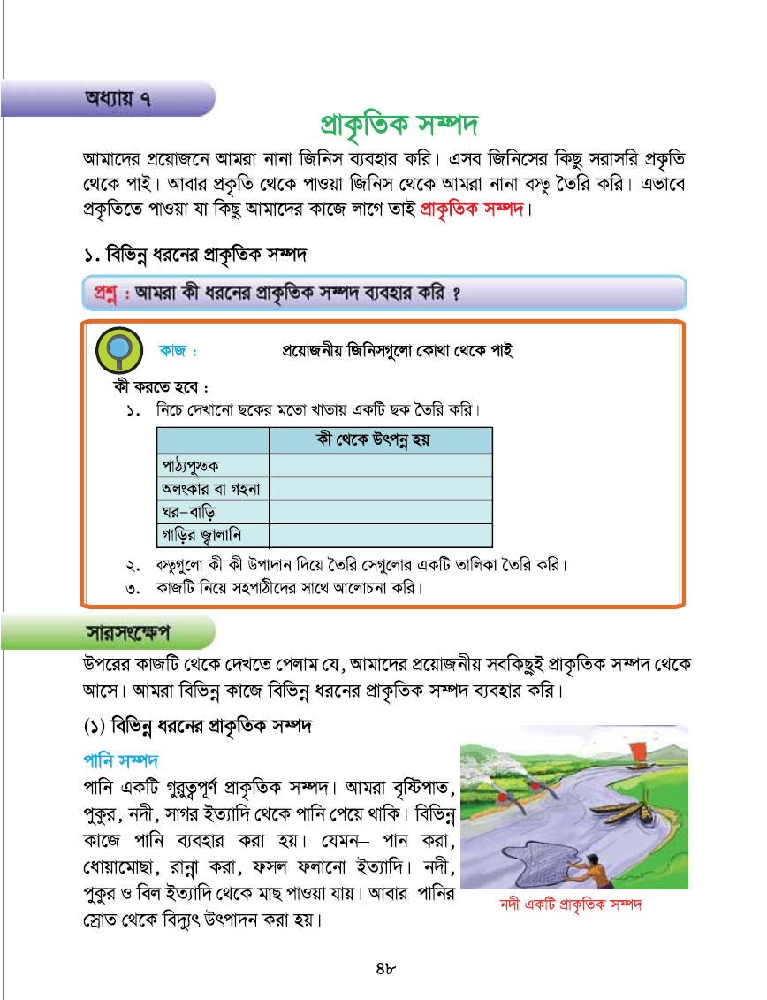 অধ্যায় ৭
প্রাকৃতিক সম্পদ
আমাদের প্রয়োজনে আমরা নানা জিনিস ব্যবহার করি। এসব জিনিসের কিছু সরাসরি প্রকৃতি
থেকে পাই। আবার প্রকৃতি থেকে পাওয়া জিনিস থেকে আমরা নানা বস্তু তৈরি করি। এভাবে
প্রকৃতিতে পাওয়া যা কিছু আমাদের কাজে লাগে তাই প্রাকৃতিক সম্পদ।
১. বিভিন্ন ধরনের প্রাকৃতিক সম্পদ
প্রশ্ন : আমরা কী ধরনের প্রাকৃতিক সম্পদ ব্যবহার করি ?
কাজ : প্রয়োজনীয় জিনিসগুলো কোথা থেকে পাই
কী করতে হবে :
১. নিচে দেখানো ছকের মতো খাতায় একটি ছক তৈরি করি।
কী থেকে উৎপন্ন হয়
পাঠ্যপুস্তক
অলংকার বা গহনা
ঘর–বাড়ি
গাড়ির জ্বালানি
২. বস্তুগুলো কী কী উপাদান দিয়ে তৈরি সেগুলোর একটি তালিকা তৈরি করি।
৩. কাজটি নিয়ে সহপাঠীদের সাথে আলোচনা করি।
সারসংক্ষেপ
উপরের কাজটি থেকে দেখতে পেলাম যে, আমাদের প্রয়োজনীয় সবকিছুই প্রাকৃতিক সম্পদ থেকে
আসে। আমরা বিভিন্ন কাজে বিভিন্ন ধরনের প্রাকৃতিক সম্পদ ব্যবহার করি।
(১) বিভিন্ন ধরনের প্রাকৃতিক সম্পদ
পানি সম্পদ
পানি একটি গুরুত্বপূর্ণ প্রাকৃতিক সম্পদ। আমরা বৃষ্টিপাত,
পুকুর, নদী, সাগর ইত্যাদি থেকে পানি পেয়ে থাকি। বিভিন্ন
কাজে পানি ব্যবহার করা হয়। যেমন– পান করা,
ধোয়ামোছা, রান্না করা, ফসল ফলানো ইত্যাদি। নদী,
পুকুর ও বিল ইত্যাদি থেকে মাছ পাওয়া যায়। আবার পানির
স্রোত থেকে বিদ্যুৎ উৎপাদন করা হয়।
নদী একটি প্রাকৃতিক সম্পদ
৪৮